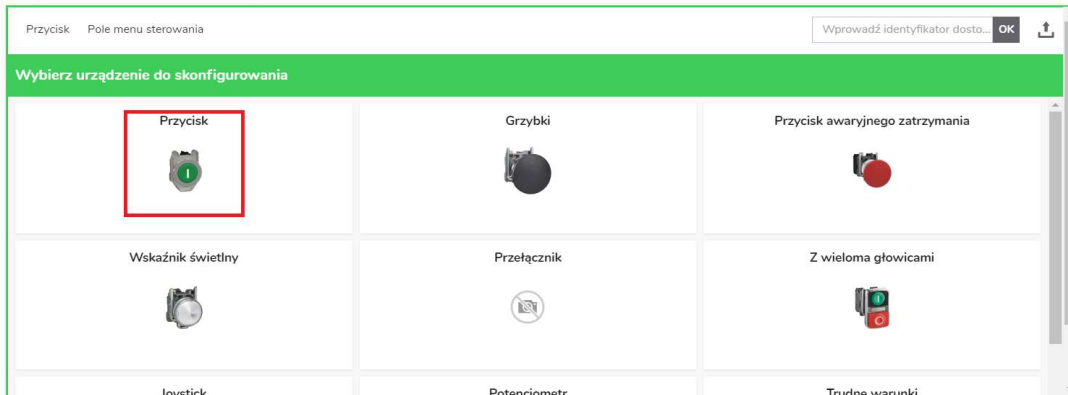 Przycisk Pole menu sterowania Wprowadź identyfikator dosto... OK
Wybierz urządzenie do skonfigurowania
Przycisk Grzybki Przycisk awaryjnego zatrzymania
Wskaźnik świetlny Przełącznik Z wieloma głowicami
Joystick Potencjometr Trudne warunki